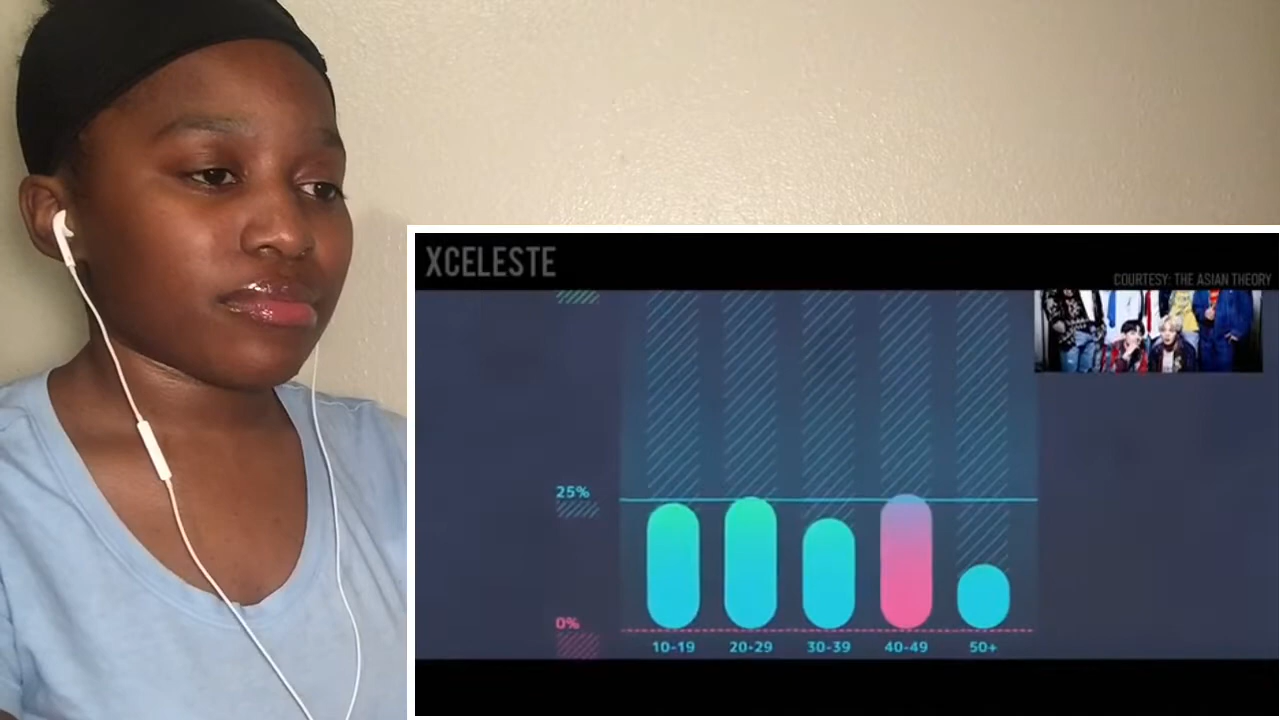 XCELESTE
COURTESY: THE ASIAN THEORY
25%
0%
10-19 20-29 30-39 40-49 50+